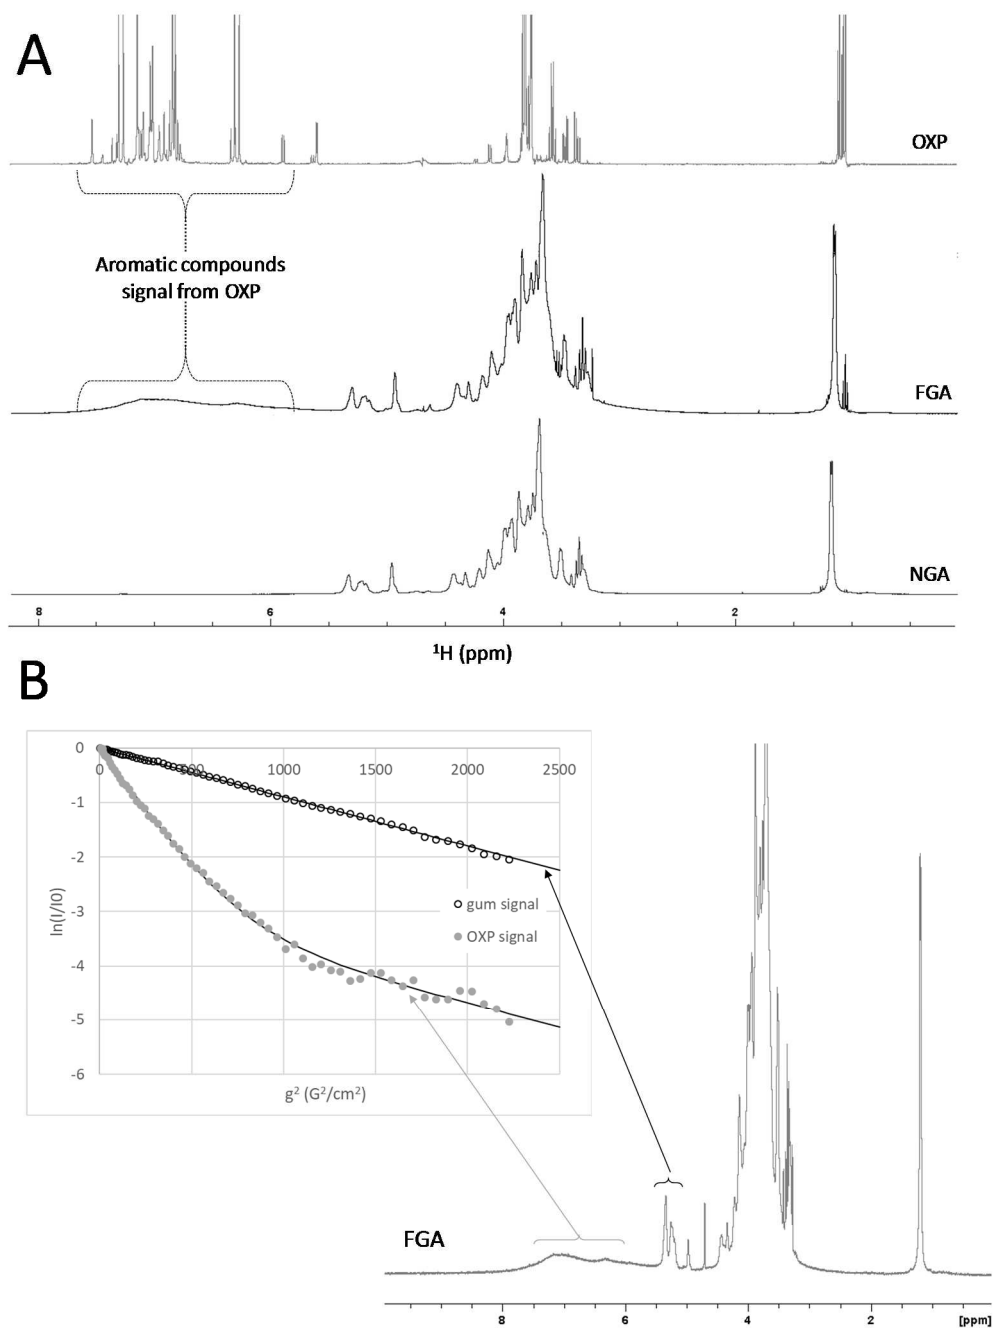 A
OXP
Aromatic compounds
signal from OXP
FGA
NGA
8 6 4 2
¹H (ppm)
B
0
0 500 1000 1500 2000 2500
-1
-2
-3
-4
-5
-6
ln(I/I0)
gum signal
OXP signal
g² (G²/cm²)
FGA
8 6 4 2 [ppm]